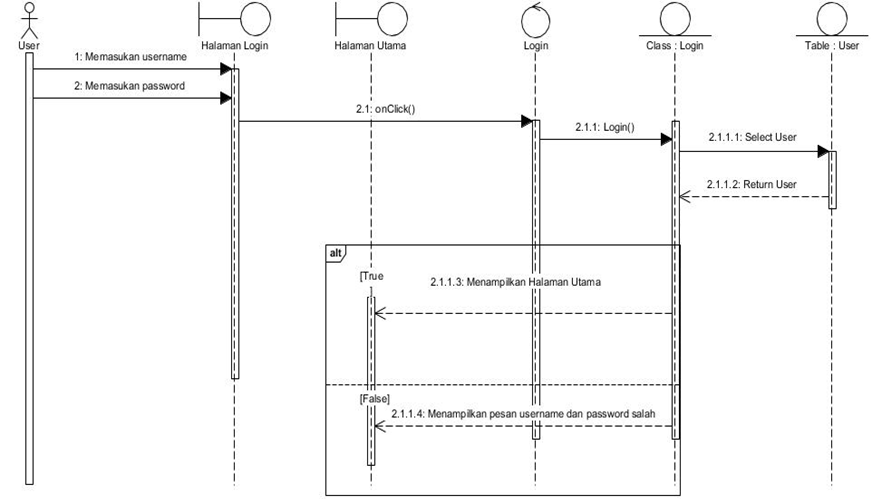 User
Halaman Login
Halaman Utama
Login
Class : Login
Table : User
1: Memasukan username
2: Memasukan password
2.1: onClick()
2.1.1: Login()
2.1.1.1: Select User
2.1.1.2: Return User
alt
[True
2.1.1.3: Menampilkan Halaman Utama
[False]
2.1.1.4: Menampilkan pesan username dan password salah